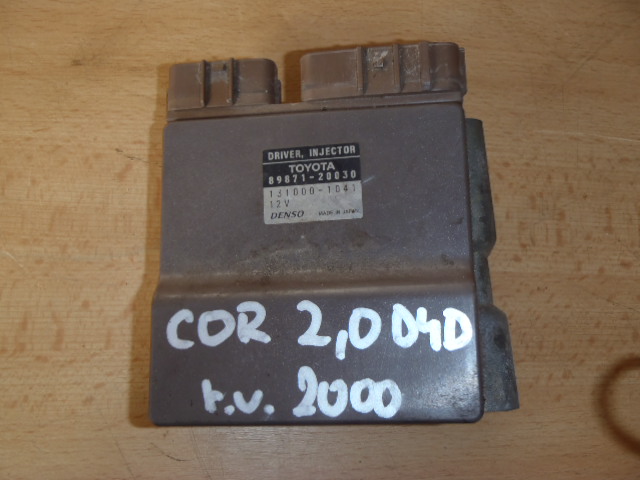 DRIVER, INJECTOR
TOYOTA
89871-20030
131000-1041
12V
DENSO MADE IN JAPAN
COR 2,0 D4D
r.v. 2000